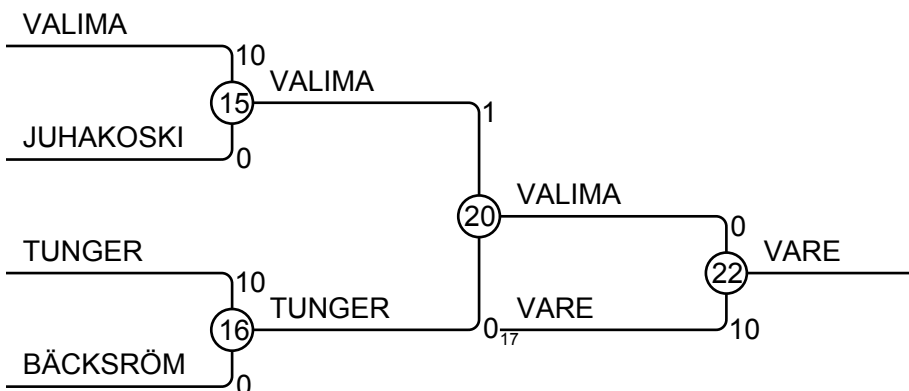 VALIMA
10
15
VALIMA
1
JUHAKOSKI
0
20
VALIMA
0
TUNGER
10
22
VARE
16
TUNGER
0
17
VARE
10
BÄCKSRÖM
0